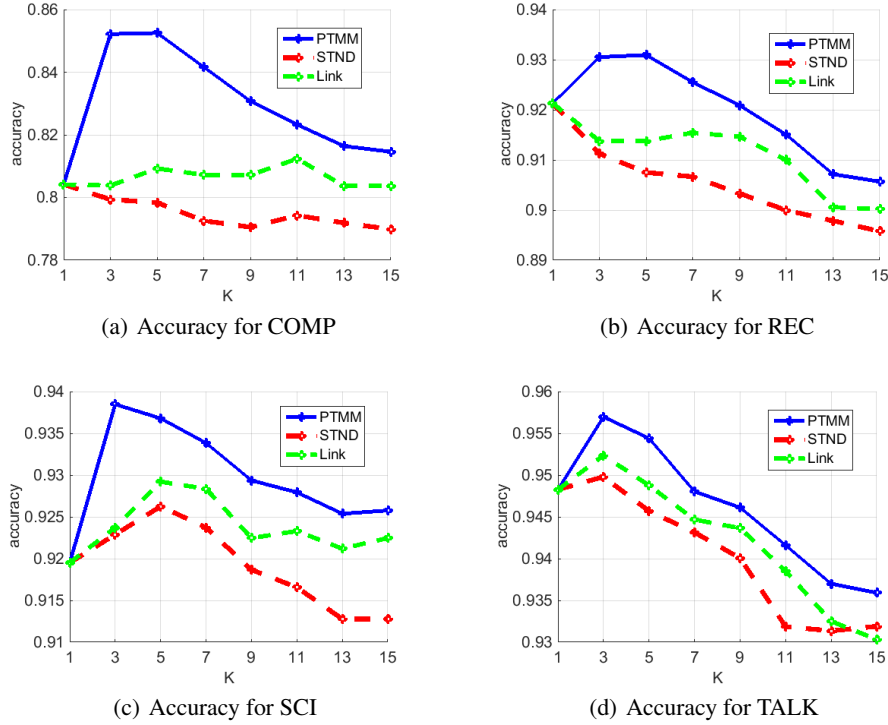 0.86
0.84
0.82
0.8
0.78
accuracy
1 3 5 7 9 11 13 15
K
PTMM
STND
Link
(a) Accuracy for COMP
0.94
0.93
0.92
0.91
0.9
0.89
accuracy
1 3 5 7 9 11 13 15
K
PTMM
STND
Link
(b) Accuracy for REC
0.94
0.935
0.93
0.925
0.92
0.915
0.91
accuracy
1 3 5 7 9 11 13 15
K
PTMM
STND
Link
(c) Accuracy for SCI
0.96
0.955
0.95
0.945
0.94
0.935
0.93
accuracy
1 3 5 7 9 11 13 15
K
PTMM
STND
Link
(d) Accuracy for TALK